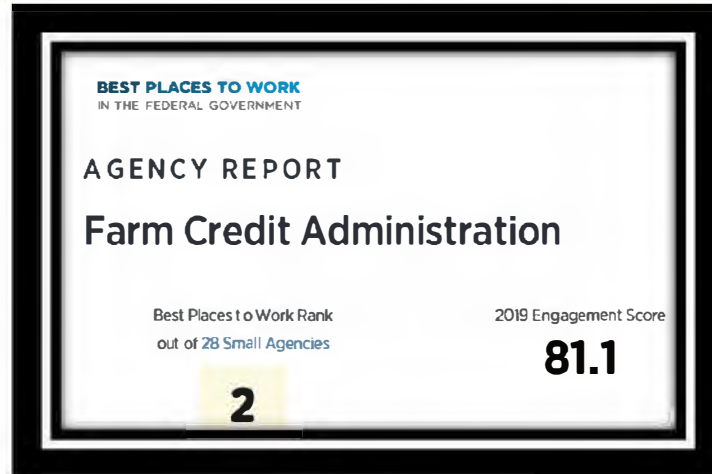 BEST PLACES TO WORK
IN THE FEDERAL GOVERNMENT
AGENCY REPORT
Farm Credit Administration
Best Places to Work Rank
out of 28 Small Agencies
2
2019 Engagement Score
81.1